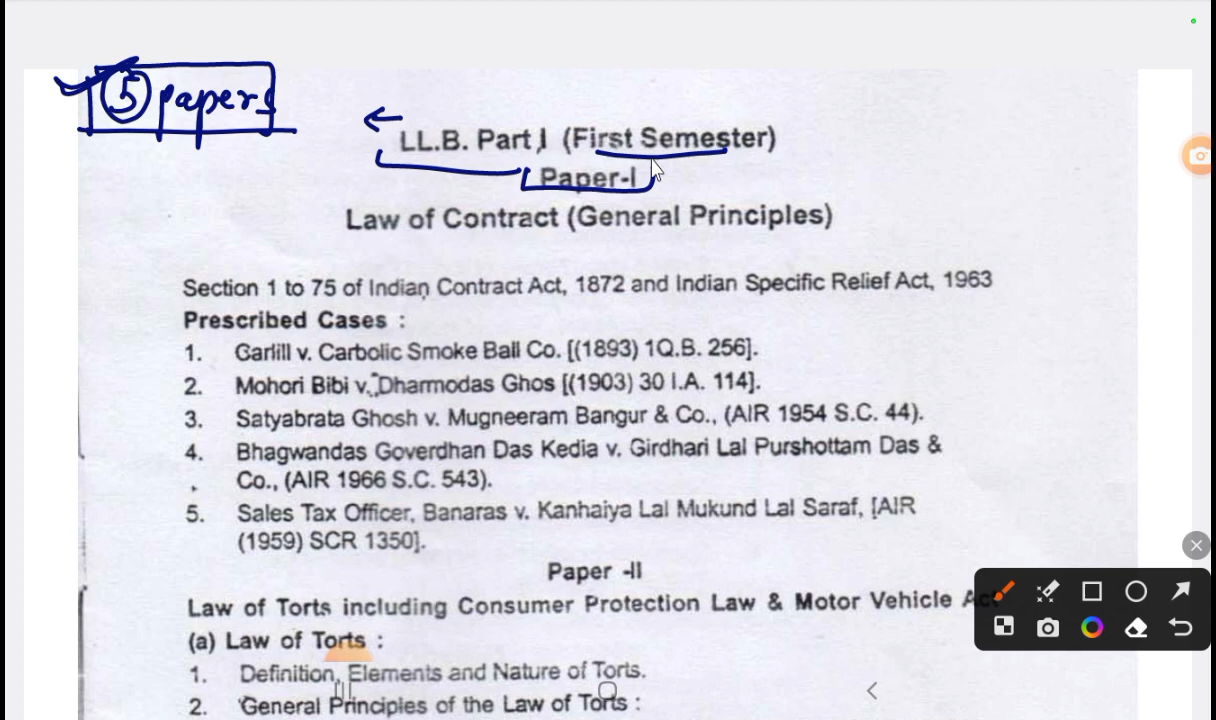 5 papers
LL.B. Part I (First Semester)
Paper-I
Law of Contract (General Principles)
Section 1 to 75 of Indian Contract Act, 1872 and Indian Specific Relief Act, 1963
Prescribed Cases :
1. Garlill v. Carbolic Smoke Ball Co. [(1893) 1Q.B. 256].
2. Mohori Bibi v. Dharmodas Ghos [(1903) 30 I.A. 114].
3. Satyabrata Ghosh v. Mugneeram Bangur & Co., (AIR 1954 S.C. 44).
4. Bhagwandas Goverdhan Das Kedia v. Girdhari Lal Purshottam Das &
Co., (AIR 1966 S.C. 543).
5. Sales Tax Officer, Banaras v. Kanhaiya Lal Mukund Lal Saraf, [AIR
(1959) SCR 1350].
Paper -II
Law of Torts including Consumer Protection Law & Motor Vehicle Act
(a) Law of Torts :
1. Definition, Elements and Nature of Torts.
2. General Principles of the Law of Torts :